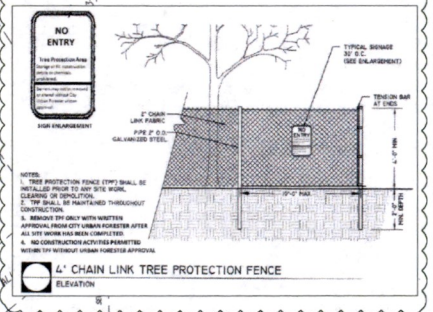 NO
ENTRY
Tree Protection Area
SIGN ENLARGEMENT
2" CHAIN
LINK FABRIC
PIPE 2" O.D.
GALVANIZED STEEL
TYPICAL SIGNAGE
30' O.C.
(SEE ENLARGEMENT)
TENSION BAR
AT ENDS
NO
ENTRY
4'-0" MIN
10'-0" MAX.
MIN. DEPTH
NOTES:
1. TREE PROTECTION FENCE (TPF) SHALL BE
INSTALLED PRIOR TO ANY SITE WORK,
CLEARING OR DEMOLITION.
2. TPF SHALL BE MAINTAINED THROUGHOUT
CONSTRUCTION.
3. REMOVE TPF ONLY WITH WRITTEN
APPROVAL FROM CITY URBAN FORESTER AFTER
ALL SITE WORK HAS BEEN COMPLETED.
4. NO CONSTRUCTION ACTIVITIES PERMITTED
WITHIN TPF WITHOUT URBAN FORESTER APPROVAL
4' CHAIN LINK TREE PROTECTION FENCE
ELEVATION